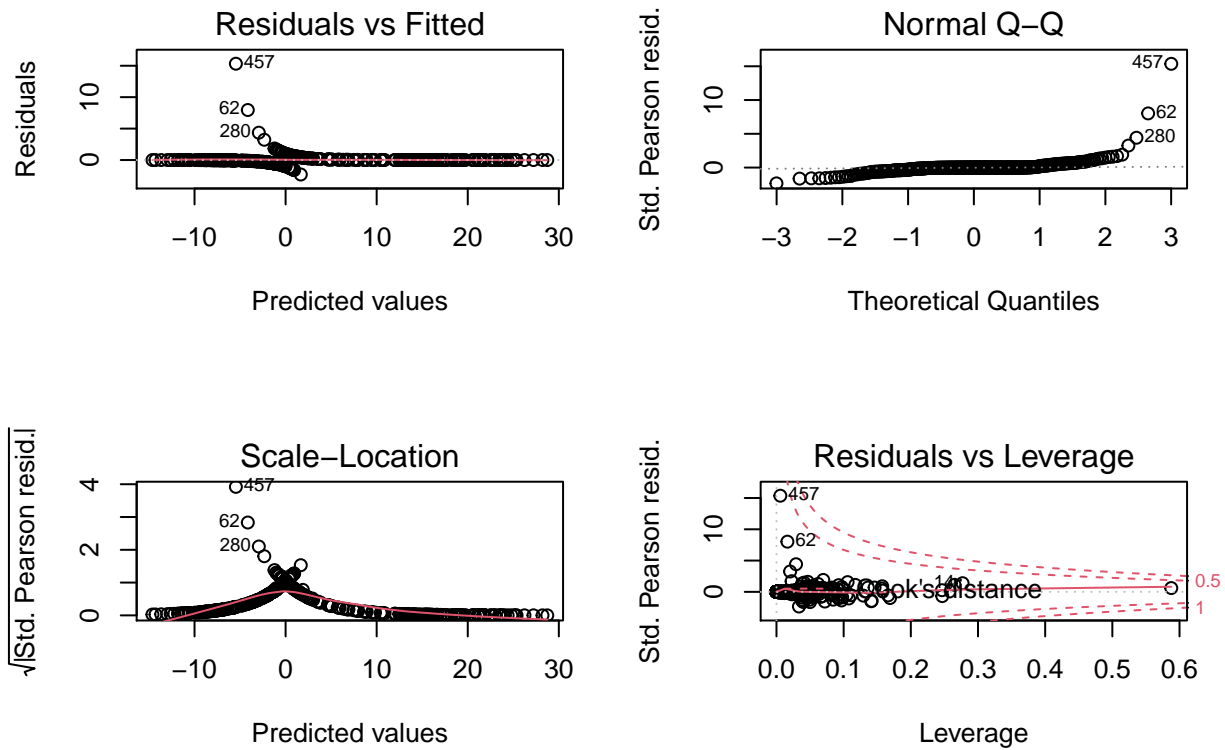 Residuals vs Fitted
Residuals
0 10
457
62
280
−10 0 10 20 30
Predicted values
Normal Q−Q
Std. Pearson resid.
0 10
457
62
280
−3 −2 −1 0 1 2 3
Theoretical Quantiles
Scale−Location
√|Std. Pearson resid.|
0 2 4
457
62
280
−10 0 10 20 30
Predicted values
Residuals vs Leverage
Std. Pearson resid.
0 10
457
62
ok's distance
0.5
1
0.0 0.1 0.2 0.3 0.4 0.5 0.6
Leverage